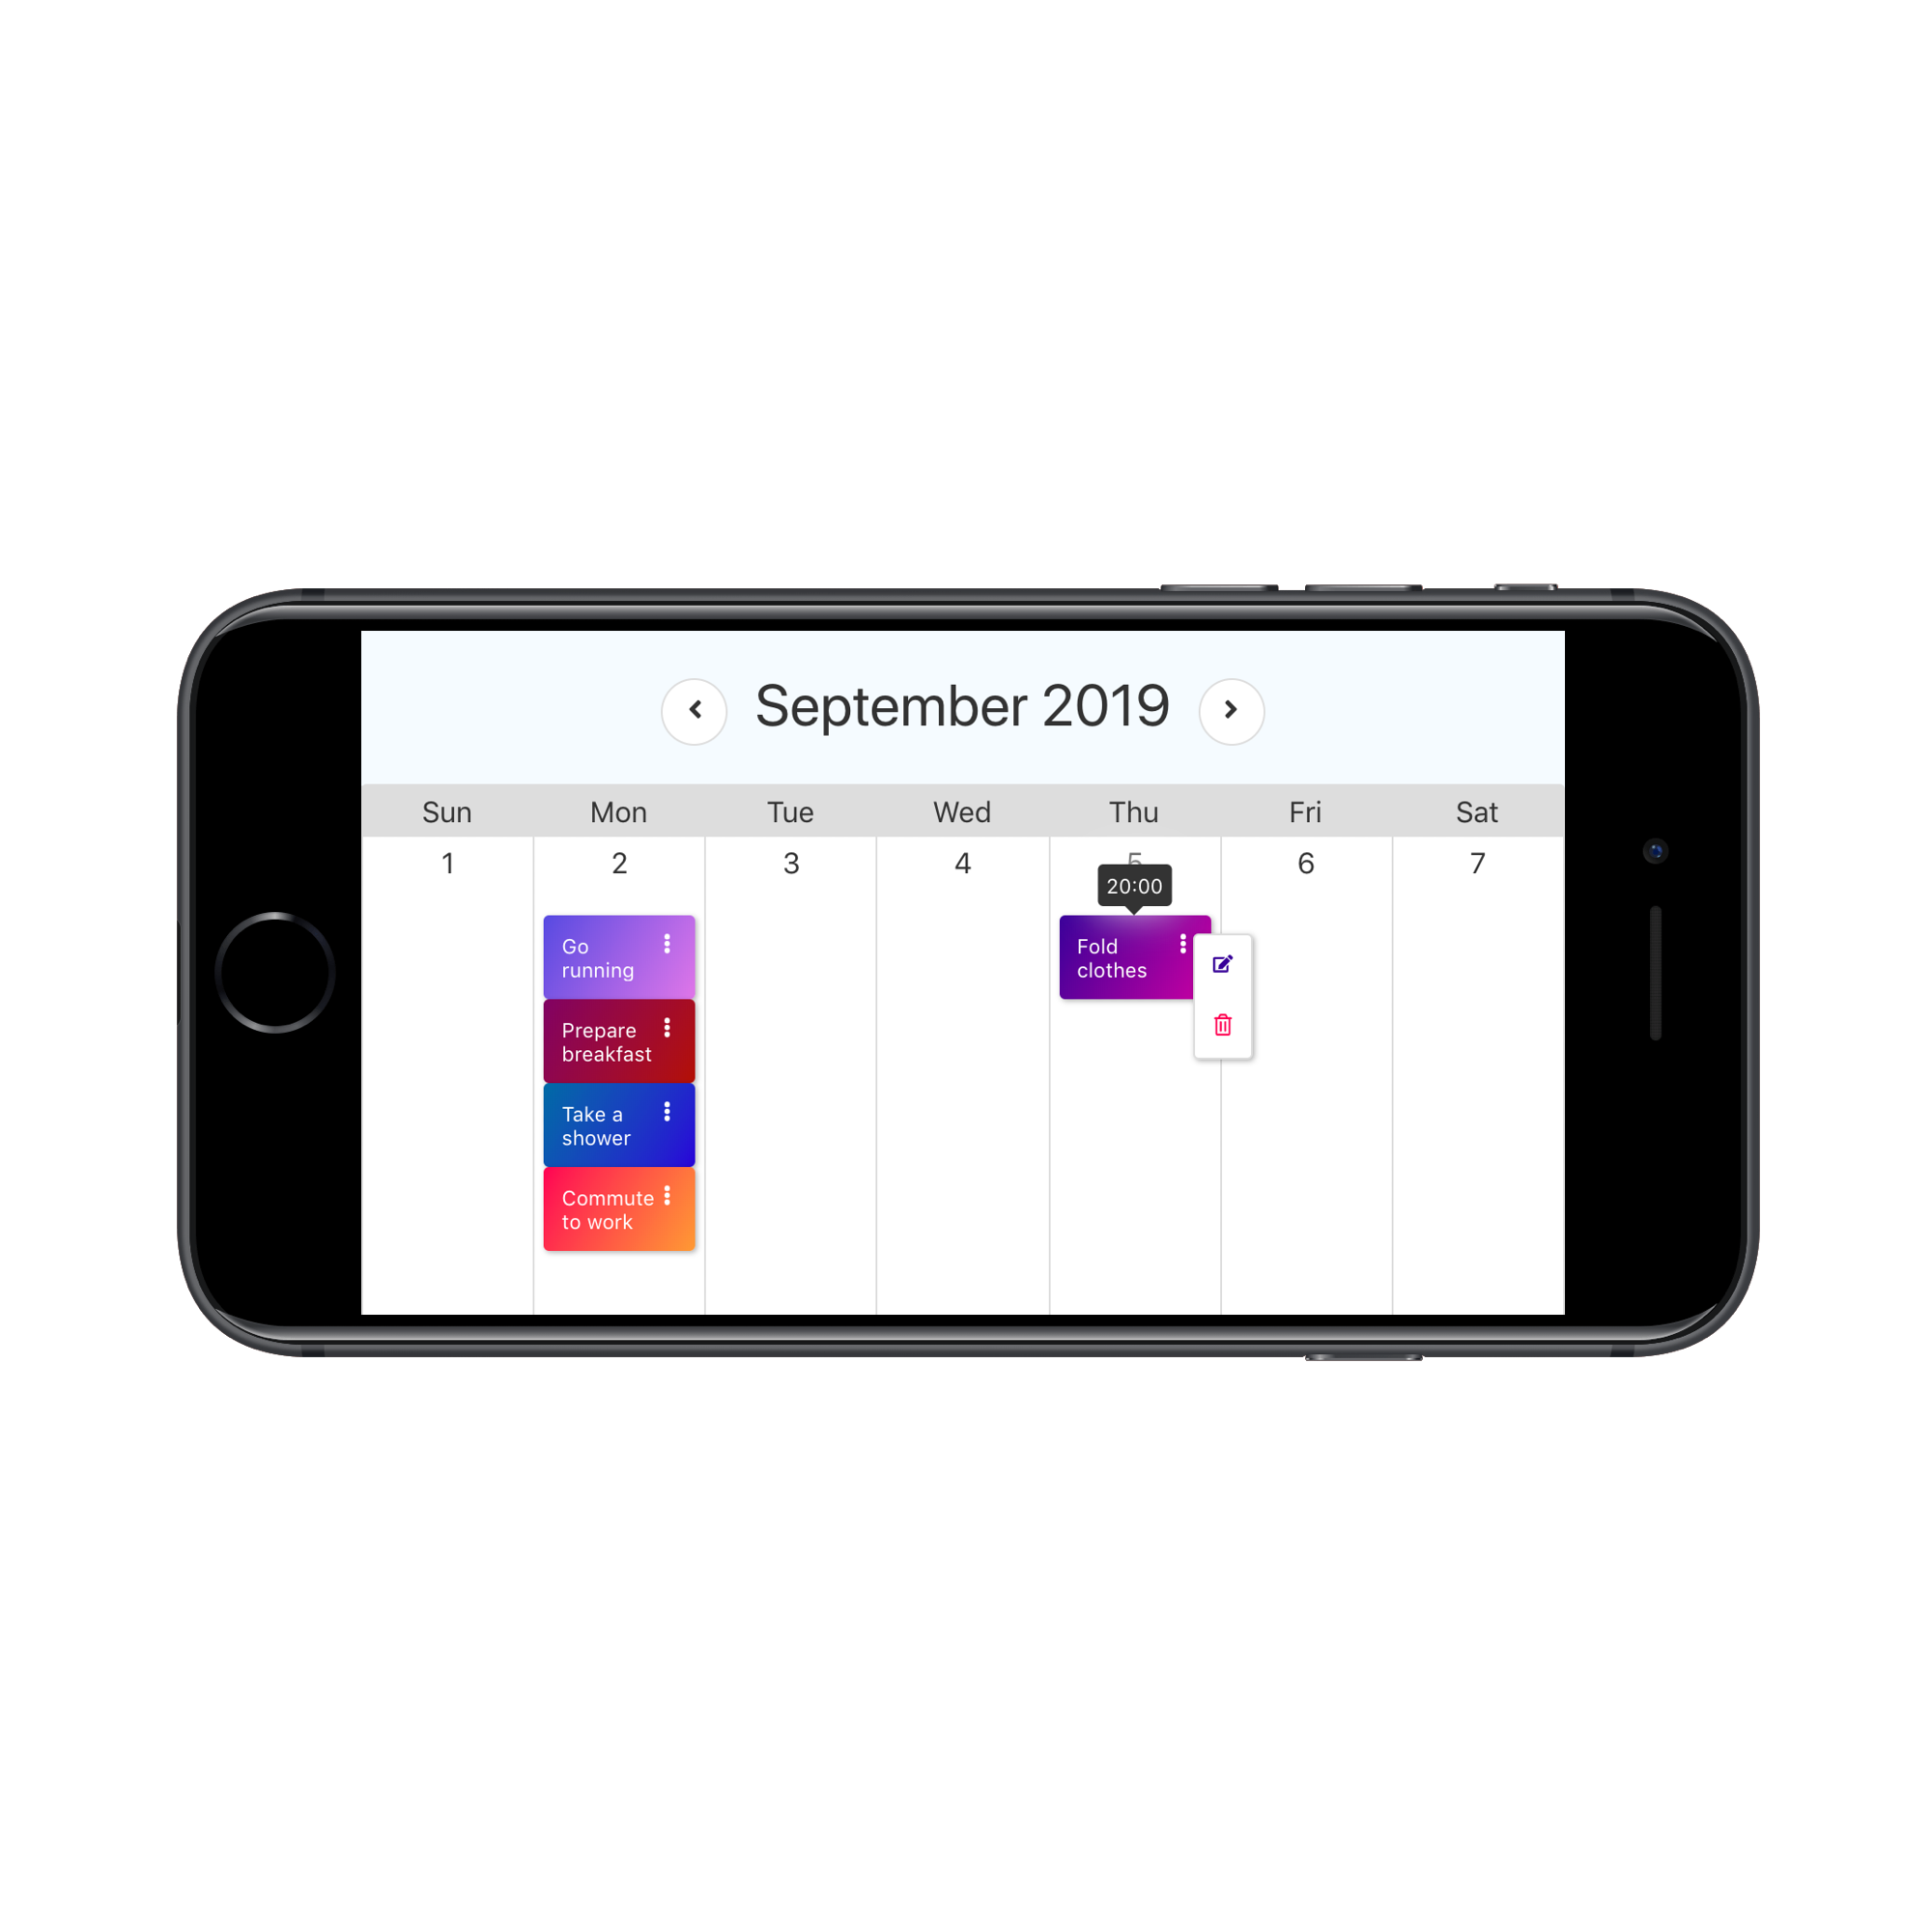 September 2019
Sun Mon Tue Wed Thu Fri Sat
1 2 3 4 5 6 7
20:00
Go
running
Prepare
breakfast
Take a
shower
Commute
to work
Fold
clothes